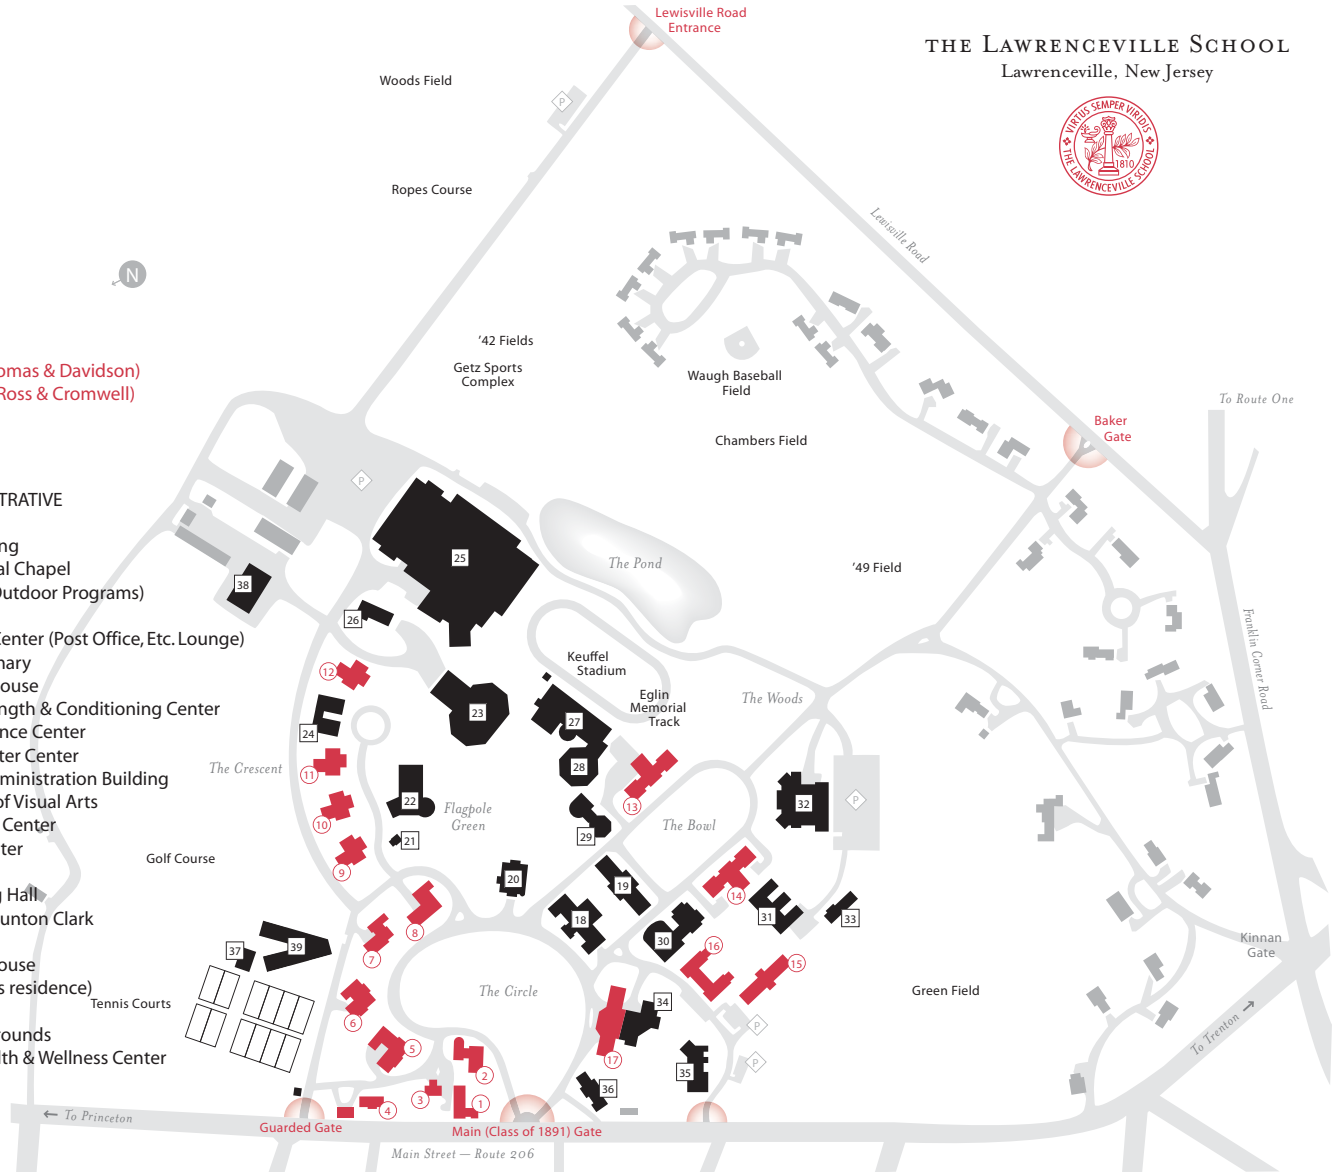 Lewisville Road
Entrance
THE LAWRENCEVILLE SCHOOL
Lawrenceville, New Jersey
VIRTUS SEMPER VIRIDIS
THE LAWRENCEVILLE SCHOOL
1810
Woods Field
P
Ropes Course
Lewisville Road
N
'42 Fields
Getz Sports
Complex
Waugh Baseball
Field
Chambers Field
To Route One
Baker
Gate
omas & Davidson)
Ross & Cromwell)
TRATIVE
ng
al Chapel
Outdoor Programs)
Center (Post Office, Etc. Lounge)
nary
ouse
ngth & Conditioning Center
nce Center
ter Center
ministration Building
of Visual Arts
Center
ter
g Hall
unton Clark
ouse
s residence)
ounds
lth & Wellness Center
P
25
The Pond
'49 Field
38
26
Franklin Corner Road
Keuffel
Stadium
12
Eglin
Memorial
Track
The Woods
23
27
24
The Crescent
11
28
22
Flagpole
Green
13
32
P
10
The Bowl
21
29
Golf Course
9
20
19
14
18
31
33
8
39
37
7
30
16
15
Kinnan
Gate
Tennis Courts
The Circle
Green Field
34
6
P
To Trenton →
5
17
P
2
35
3
36
4
1
← To Princeton
Guarded Gate
Main (Class of 1891) Gate
Main Street — Route 206